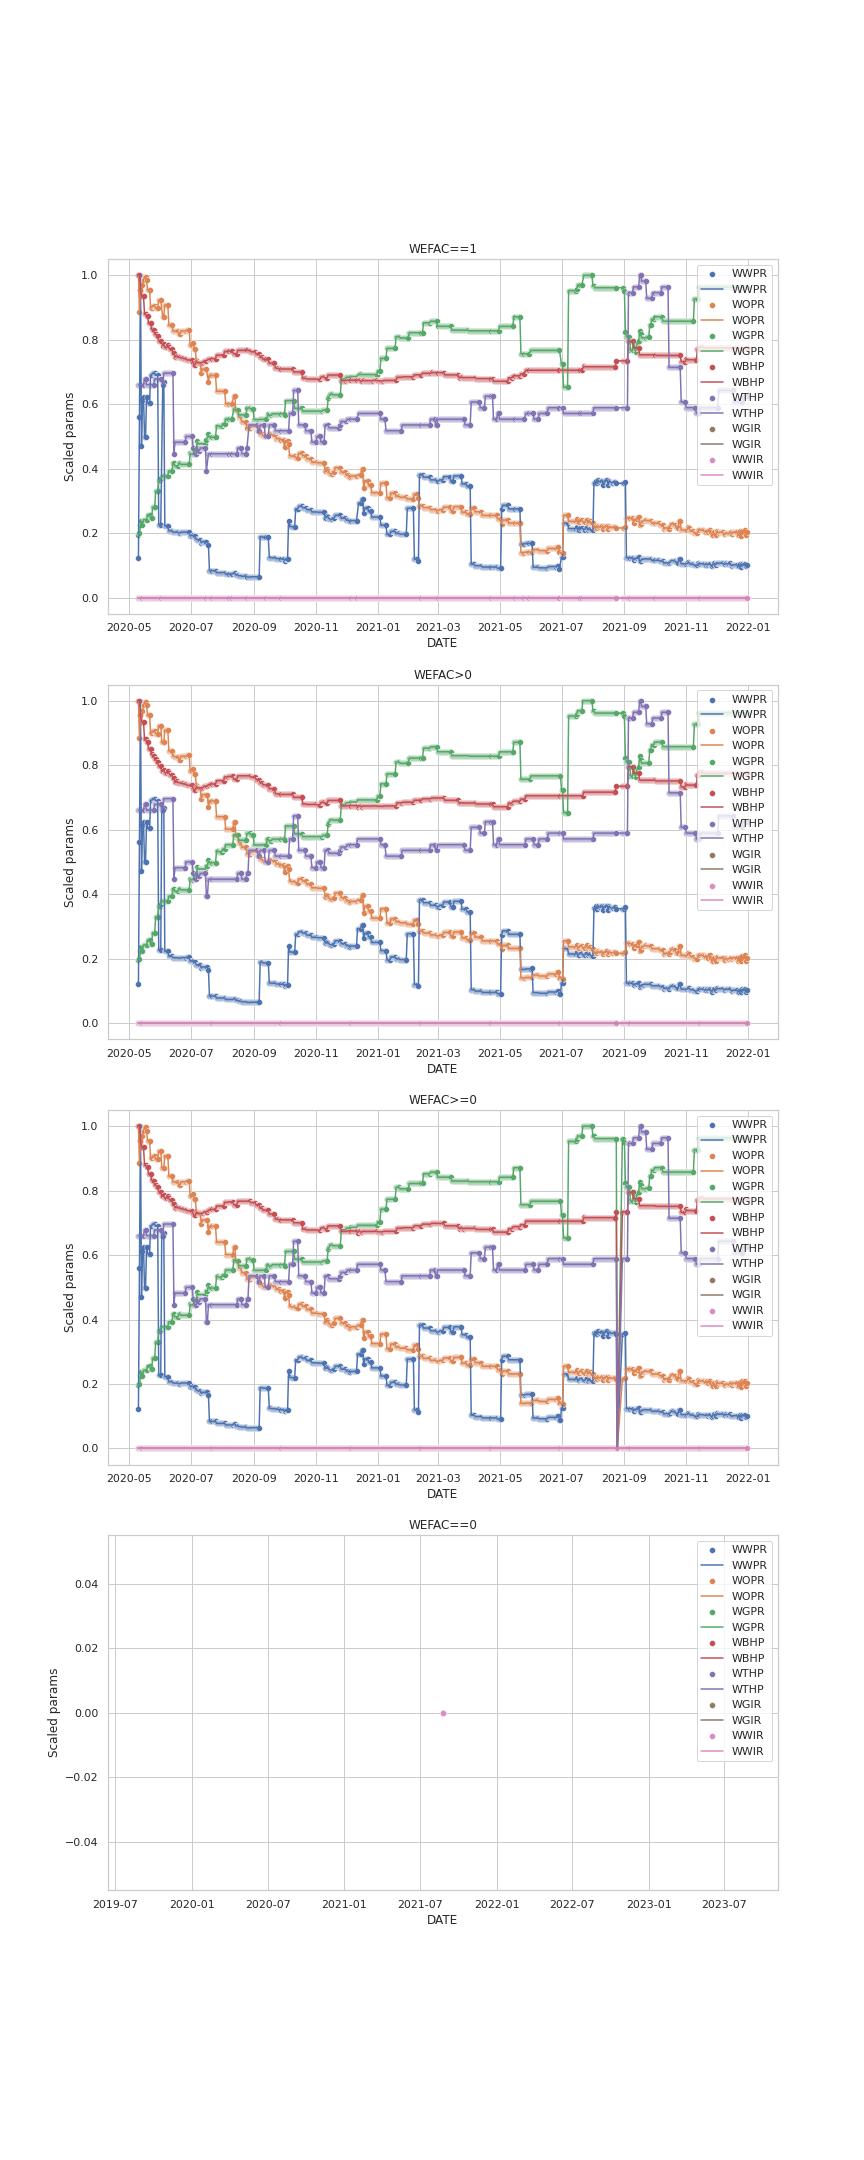 WEFAC==1
1.0
0.8
0.6
0.4
0.2
0.0
Scaled params
WWPR
WWPR
WOPR
WOPR
WGPR
WGPR
WBHP
WBHP
WTHP
WTHP
WGIR
WGIR
WWIR
WWIR
2020-05 2020-07 2020-09 2020-11 2021-01 2021-03 2021-05 2021-07 2021-09 2021-11 2022-01
DATE
WEFAC>0
1.0
0.8
0.6
0.4
0.2
0.0
Scaled params
WWPR
WWPR
WOPR
WOPR
WGPR
WGPR
WBHP
WBHP
WTHP
WTHP
WGIR
WGIR
WWIR
WWIR
2020-05 2020-07 2020-09 2020-11 2021-01 2021-03 2021-05 2021-07 2021-09 2021-11 2022-01
DATE
WEFAC>=0
1.0
0.8
0.6
0.4
0.2
0.0
Scaled params
WWPR
WWPR
WOPR
WOPR
WGPR
WGPR
WBHP
WBHP
WTHP
WTHP
WGIR
WGIR
WWIR
WWIR
2020-05 2020-07 2020-09 2020-11 2021-01 2021-03 2021-05 2021-07 2021-09 2021-11 2022-01
DATE
WEFAC==0
0.04
0.02
0.00
−0.02
−0.04
Scaled params
WWPR
WWPR
WOPR
WOPR
WGPR
WGPR
WBHP
WBHP
WTHP
WTHP
WGIR
WGIR
WWIR
WWIR
2019-07 2020-01 2020-07 2021-01 2021-07 2022-01 2022-07 2023-01 2023-07
DATE